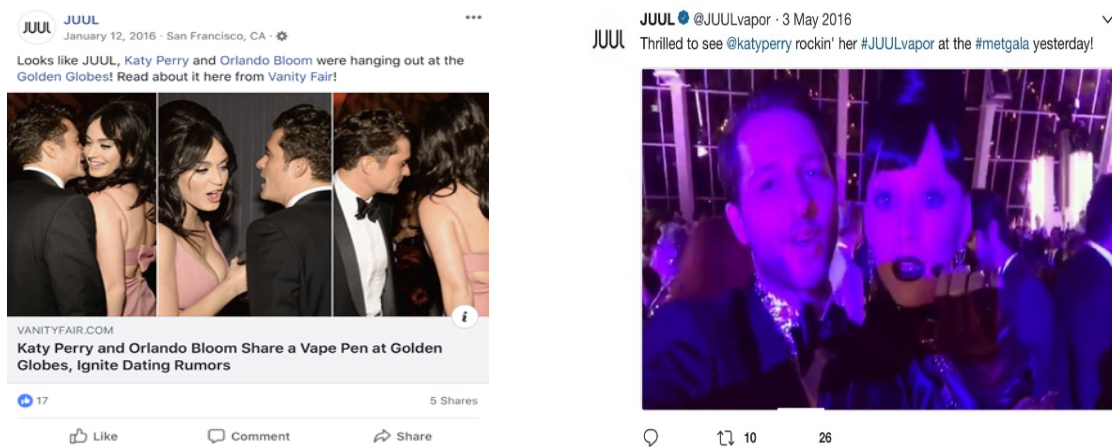 JUUL
JUUL
January 12, 2016 · San Francisco, CA ·
Looks like JUUL, Katy Perry and Orlando Bloom were hanging out at the
Golden Globes! Read about it here from Vanity Fair!
VANITYFAIR.COM
Katy Perry and Orlando Bloom Share a Vape Pen at Golden
Globes, Ignite Dating Rumors
17
5 Shares
Like
Comment
Share
JUUL
JUUL @JUULvapor · 3 May 2016
Thrilled to see @katyperry rockin' her #JUULvapor at the #metgala yesterday!
10
26